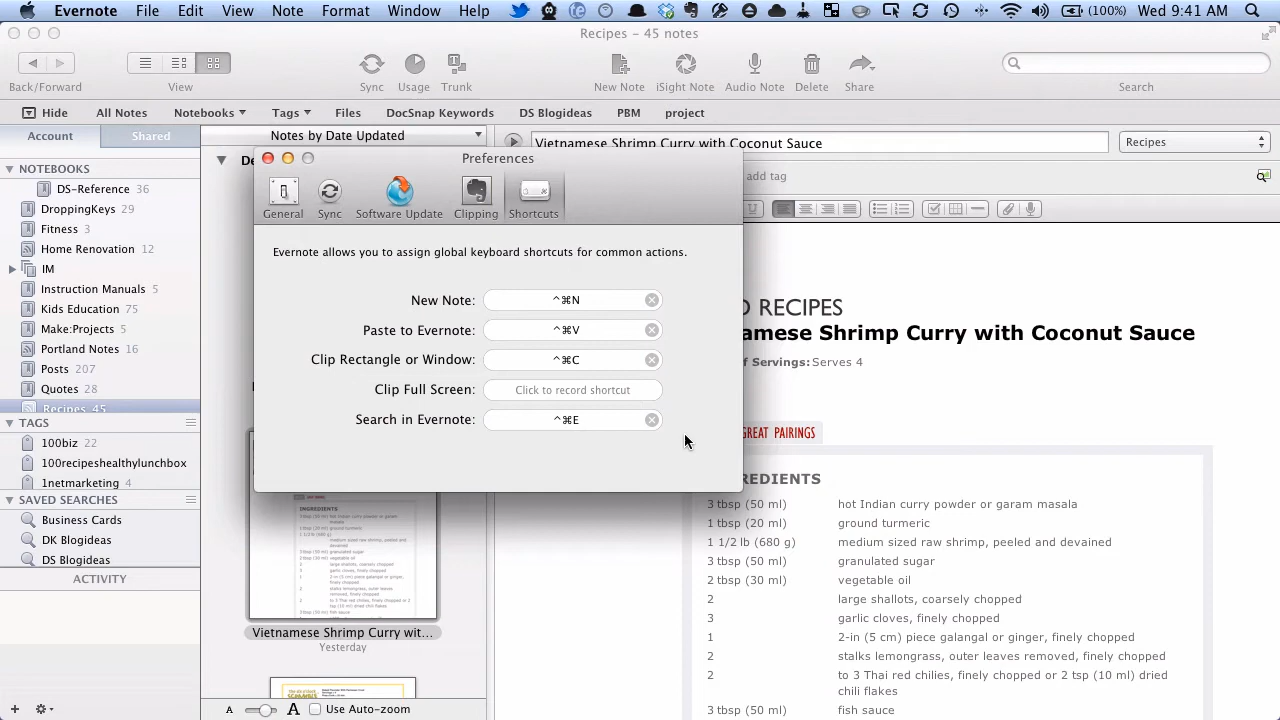 Evernote File Edit View Note Format Window Help (100%) Wed 9:41 AM
Recipes – 45 notes
Back/Forward View Sync Usage Trunk New Note iSight Note Audio Note Delete Share Search
Hide All Notes Notebooks Tags Files DocSnap Keywords DS Blogideas PBM project
Account Shared
Notes by Date Updated
Vietnamese Shrimp Curry with Coconut Sauce
Recipes
add tag
NOTEBOOKS
DS-Reference 36
DroppingKeys 29
Fitness 3
Home Renovation 12
IM
Instruction Manuals 5
Kids Education 75
Make:Projects 5
Portland Notes 16
Quotes 28
Recipes 45
TAGS
100biz 22
100recipeshealthylunchbox
1netmtg 4
SAVED SEARCHES
Business Cards
DK Blogideas
DS Blogideas
ACTIVITY
Preferences
General Sync Software Update Clipping Shortcuts
Evernote allows you to assign global keyboard shortcuts for common actions.
New Note: ^⌘N
Paste to Evernote: ^⌘V
Clip Rectangle or Window: ^⌘C
Clip Full Screen: Click to record shortcut
Search in Evernote: ^⌘E
INGREDIENTS
Vietnamese Shrimp Curry wit...
Yesterday
A A Use Auto-zoom
RECIPES
amese Shrimp Curry with Coconut Sauce
of Servings: Serves 4
GREAT PAIRINGS
REDIENTS
3 tbsp (50 ml) hot Indian curry powder or garam masala
1 tbsp (20 ml) ground turmeric
1 1/2 lb (680 g) medium sized raw shrimp, peeled and deveined
3 tbsp (50 ml) granulated sugar
2 tbsp (30 ml) vegetable oil
2 large shallots, coarsely chopped
3 garlic cloves, finely chopped
1 2-in (5 cm) piece galangal or ginger, finely chopped
2 stalks lemongrass, outer leaves removed, finely chopped
2 to 3 Thai red chilies, finely chopped or 2 tsp (10 ml) dried
chili flakes
3 tbsp (50 ml) fish sauce